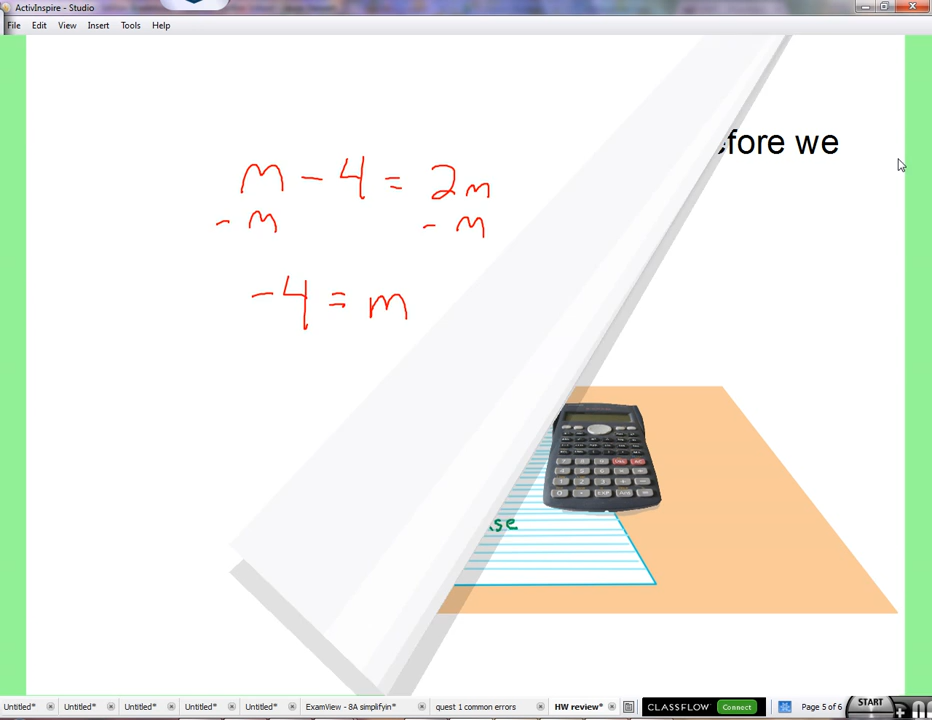 ActivInspire - Studio
File Edit View Insert Tools Help
efore we
m - 4 = 2m
- m - m
-4 = m
se
Untitled* Untitled* Untitled* Untitled* Untitled* ExamView - 8A simplifyin* quest 1 common errors HW review* CLASSFLOW Connect Page 5 of 6 START